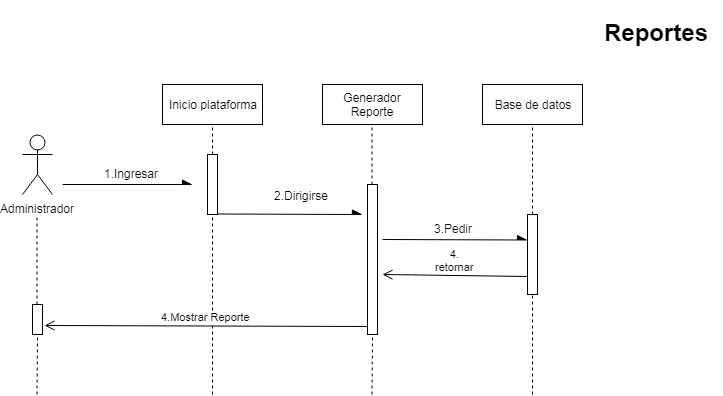 Reportes
Inicio plataforma
Generador
Reporte
Base de datos
Administrador
1.Ingresar
2.Dirigirse
3.Pedir
4.
retornar
4.Mostrar Reporte